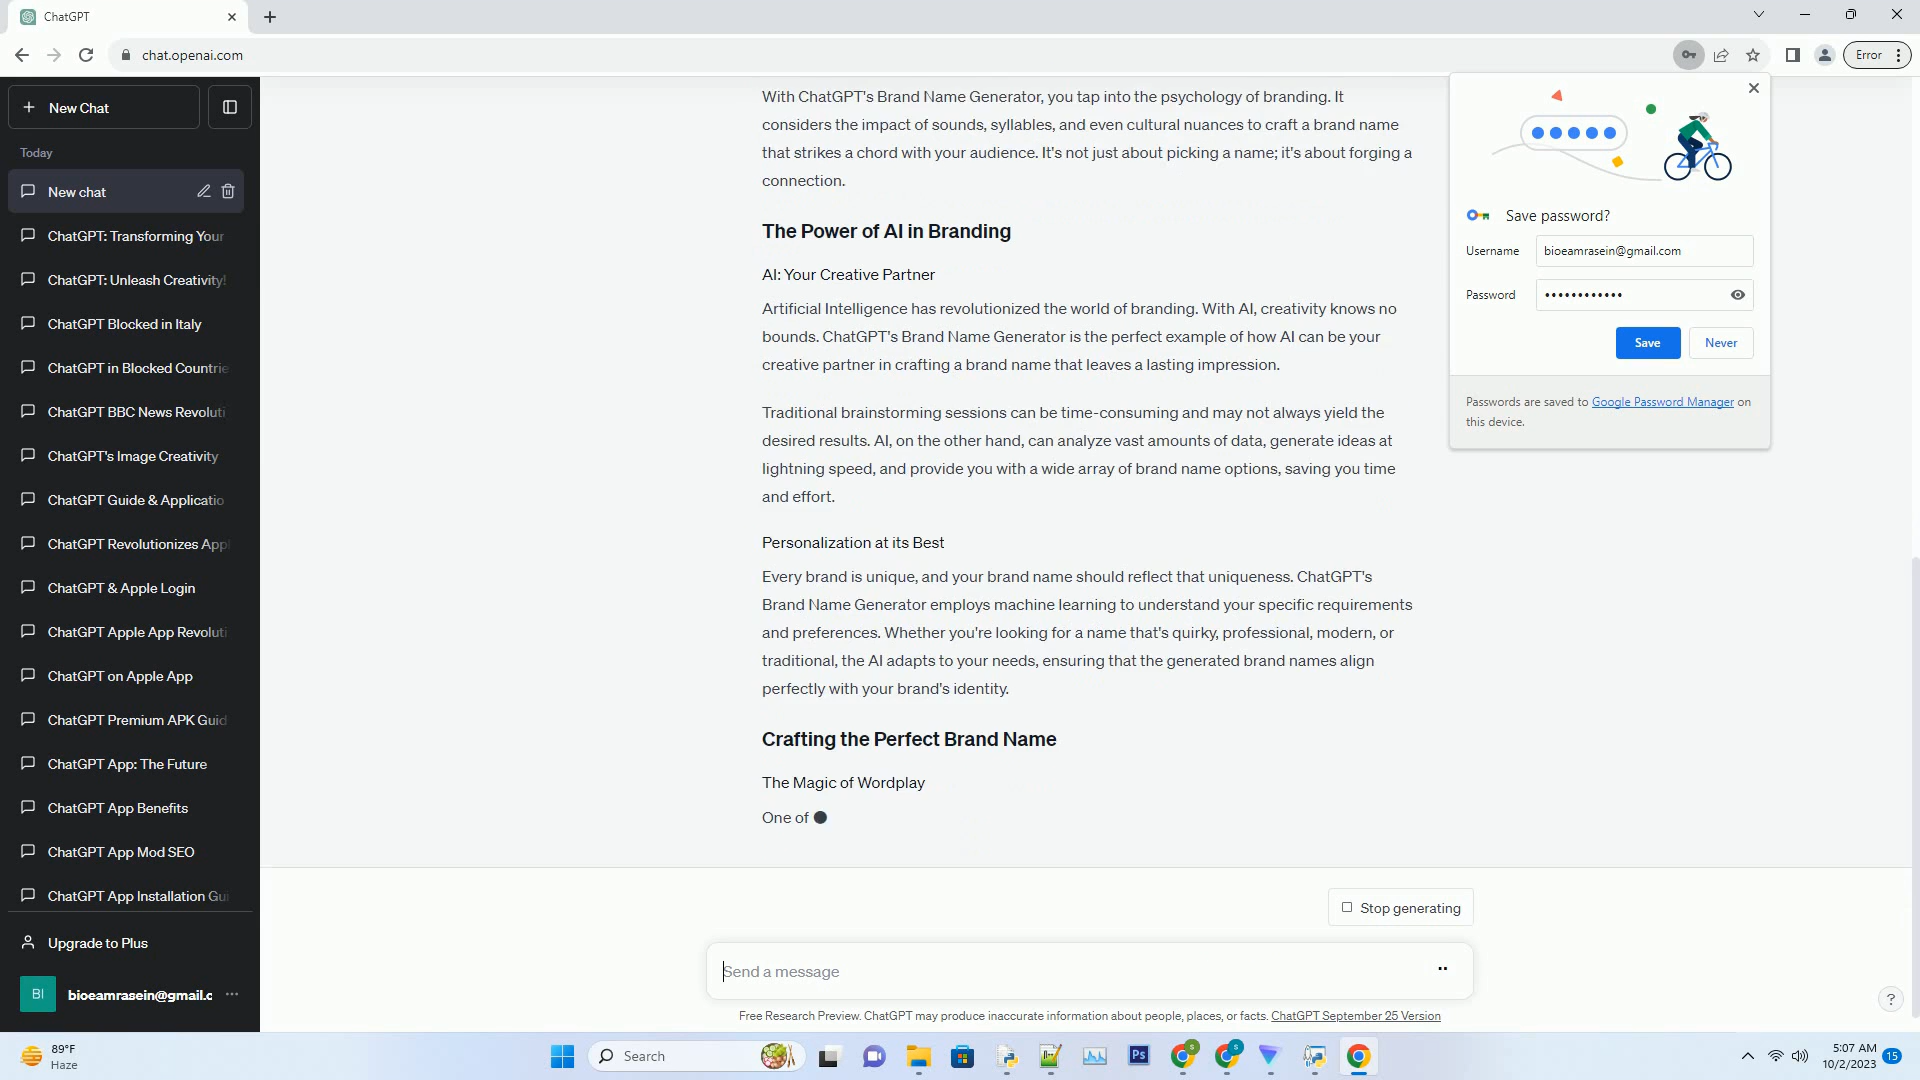 ChatGPT
chat.openai.com
Error
New Chat
Today
New chat
ChatGPT: Transforming Your
ChatGPT: Unleash Creativity!
ChatGPT Blocked in Italy
ChatGPT in Blocked Countrie
ChatGPT BBC News Revoluti
ChatGPT's Image Creativity
ChatGPT Guide & Applicatio
ChatGPT Revolutionizes App
ChatGPT & Apple Login
ChatGPT Apple App Revoluti
ChatGPT on Apple App
ChatGPT Premium APK Guid
ChatGPT App: The Future
ChatGPT App Benefits
ChatGPT App Mod SEO
ChatGPT App Installation Gui
Upgrade to Plus
BI
bioeamrasein@gmail.c
With ChatGPT's Brand Name Generator, you tap into the psychology of branding. It
considers the impact of sounds, syllables, and even cultural nuances to craft a brand name
that strikes a chord with your audience. It's not just about picking a name; it's about forging a
connection.
The Power of AI in Branding
AI: Your Creative Partner
Artificial Intelligence has revolutionized the world of branding. With AI, creativity knows no
bounds. ChatGPT's Brand Name Generator is the perfect example of how AI can be your
creative partner in crafting a brand name that leaves a lasting impression.
Traditional brainstorming sessions can be time-consuming and may not always yield the
desired results. AI, on the other hand, can analyze vast amounts of data, generate ideas at
lightning speed, and provide you with a wide array of brand name options, saving you time
and effort.
Personalization at its Best
Every brand is unique, and your brand name should reflect that uniqueness. ChatGPT's
Brand Name Generator employs machine learning to understand your specific requirements
and preferences. Whether you're looking for a name that's quirky, professional, modern, or
traditional, the AI adapts to your needs, ensuring that the generated brand names align
perfectly with your brand's identity.
Crafting the Perfect Brand Name
The Magic of Wordplay
One of
Stop generating
Send a message
Free Research Preview. ChatGPT may produce inaccurate information about people, places, or facts. ChatGPT September 25 Version
?
Save password?
Username bioeamrasein@gmail.com
Password ••••••••••••
Save Never
Passwords are saved to Google Password Manager on
this device.
89°F
Haze
Search
Ps
S
S
5:07 AM
10/2/2023
15